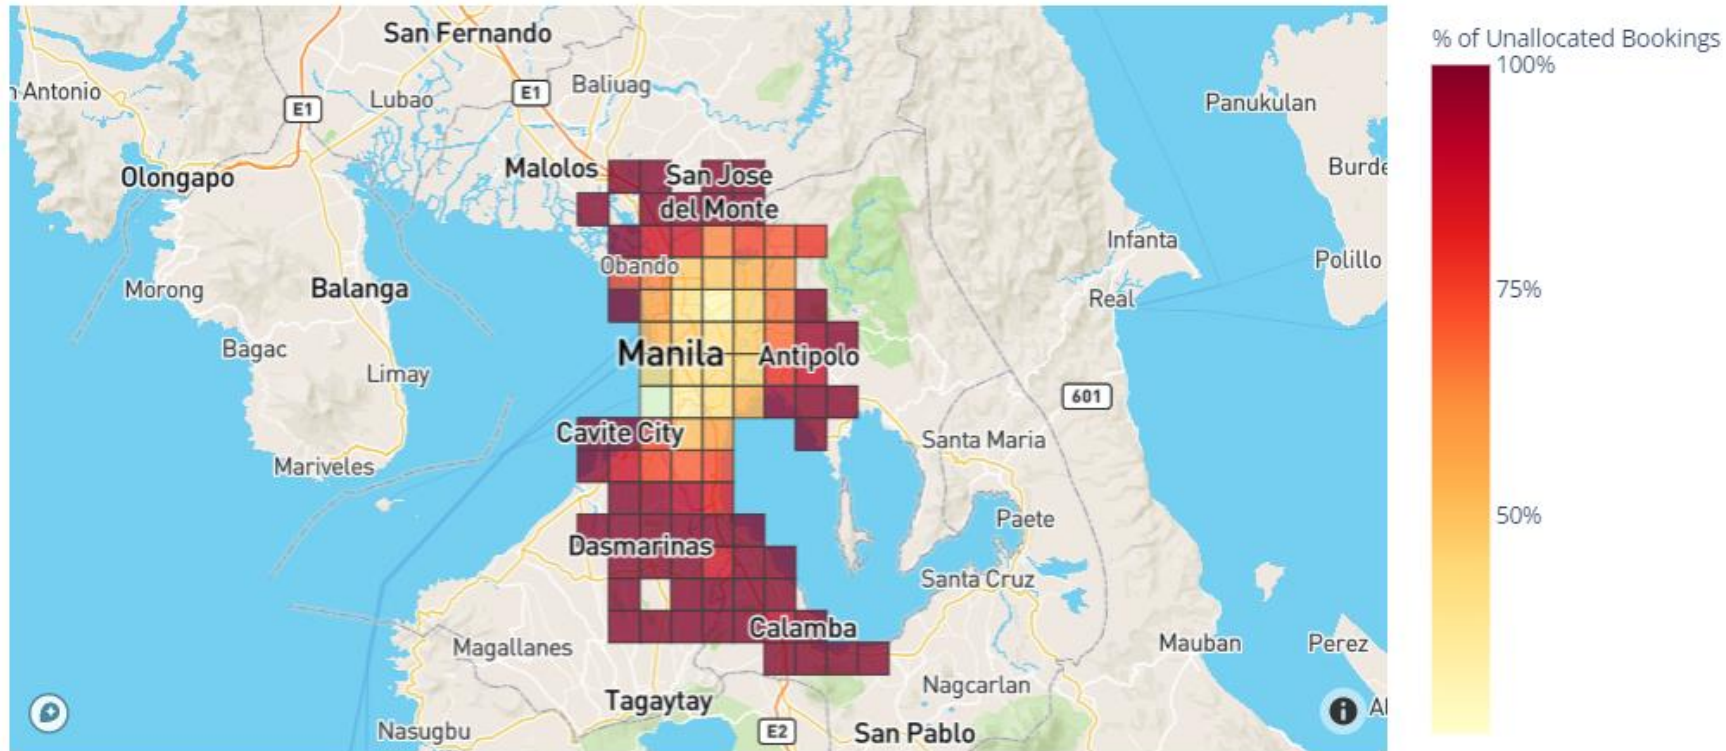 San Fernando
% of Unallocated Bookings
100%
n Antonio
Lubao
E1
E1
Baliuag
Panukulan
Malolos
San Jose
del Monte
Olongapo
Burde
Obando
Infanta
Polillo
Morong
Balanga
Real
75%
Bagac
Manila
Antipolo
Limay
601
Cavite City
Santa Maria
Mariveles
Paete
50%
Dasmarinas
Santa Cruz
Calamba
Magallanes
Mauban
Perez
Tagaytay
Nagcarlan
Al
Nasugbu
E2
San Pablo